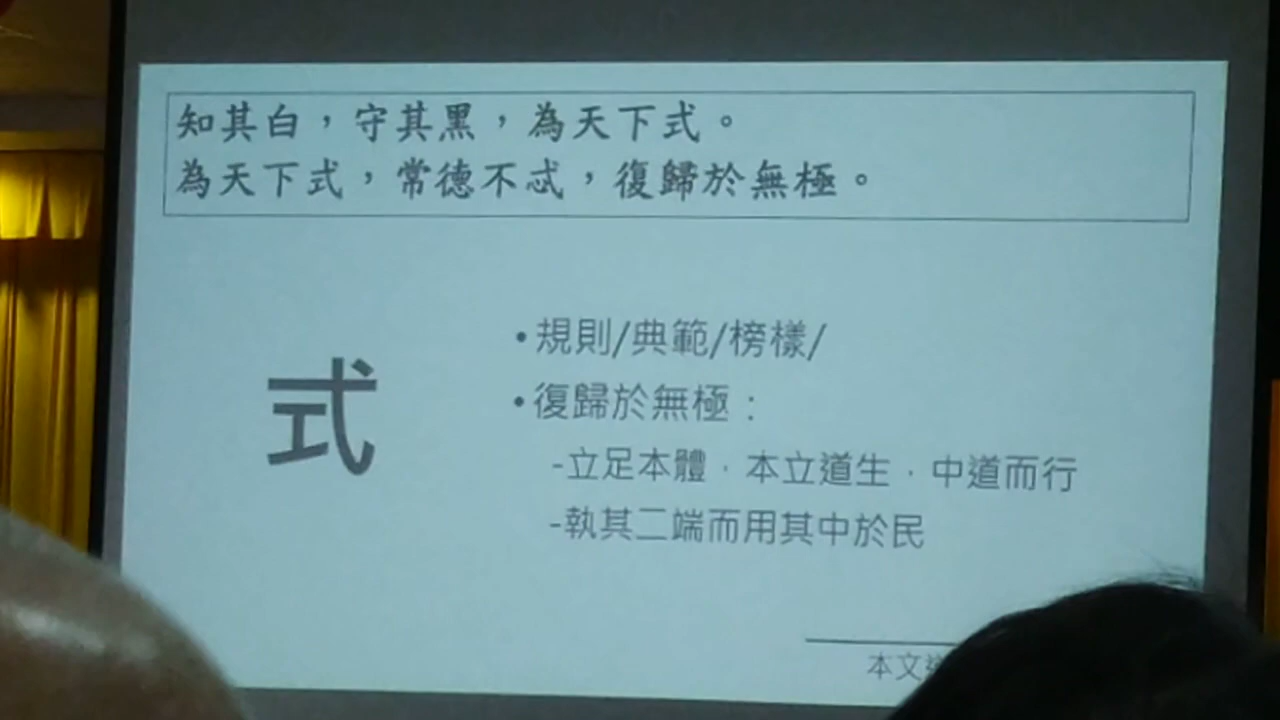 知其白，守其黑，為天下式。
為天下式，常德不忒，復歸於無極。
式
•規則/典範/榜樣/
•復歸於無極：
-立足本體，本立道生，中道而行
-執其二端而用其中於民
本文